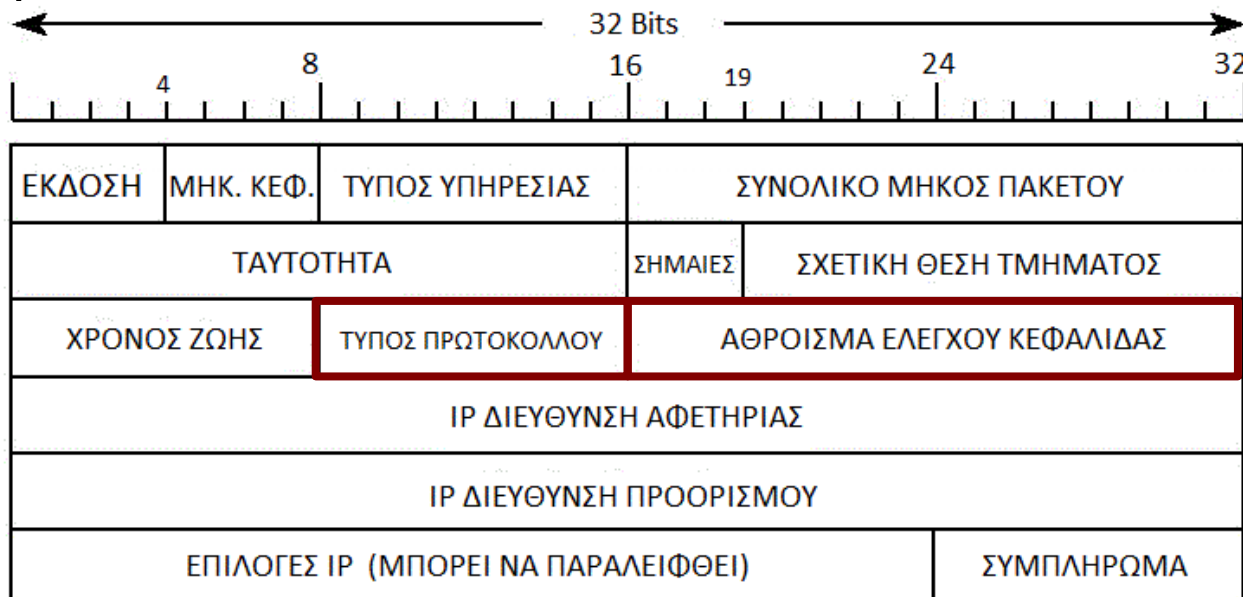 32 Bits
4 8 16 19 24 32
ΕΚΔΟΣΗ ΜΗΚ. ΚΕΦ. ΤΥΠΟΣ ΥΠΗΡΕΣΙΑΣ ΣΥΝΟΛΙΚΟ ΜΗΚΟΣ ΠΑΚΕΤΟΥ
ΤΑΥΤΟΤΗΤΑ ΣΗΜΑΙΕΣ ΣΧΕΤΙΚΗ ΘΕΣΗ ΤΜΗΜΑΤΟΣ
ΧΡΟΝΟΣ ΖΩΗΣ ΤΥΠΟΣ ΠΡΩΤΟΚΟΛΛΟΥ ΑΘΡΟΙΣΜΑ ΕΛΕΓΧΟΥ ΚΕΦΑΛΙΔΑΣ
IP ΔΙΕΥΘΥΝΣΗ ΑΦΕΤΗΡΙΑΣ
IP ΔΙΕΥΘΥΝΣΗ ΠΡΟΟΡΙΣΜΟΥ
ΕΠΙΛΟΓΕΣ IP (ΜΠΟΡΕΙ ΝΑ ΠΑΡΑΛΕΙΦΘΕΙ) ΣΥΜΠΛΗΡΩΜΑ